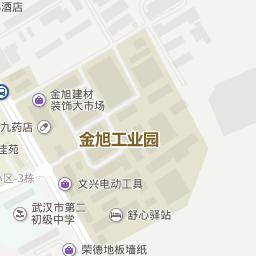 酒店
金旭建材
装饰大市场
九药店
佳苑
金旭工业园
小区-3栋
文兴电动工具
武汉市第二
初级中学
舒心驿站
荣德地板墙纸